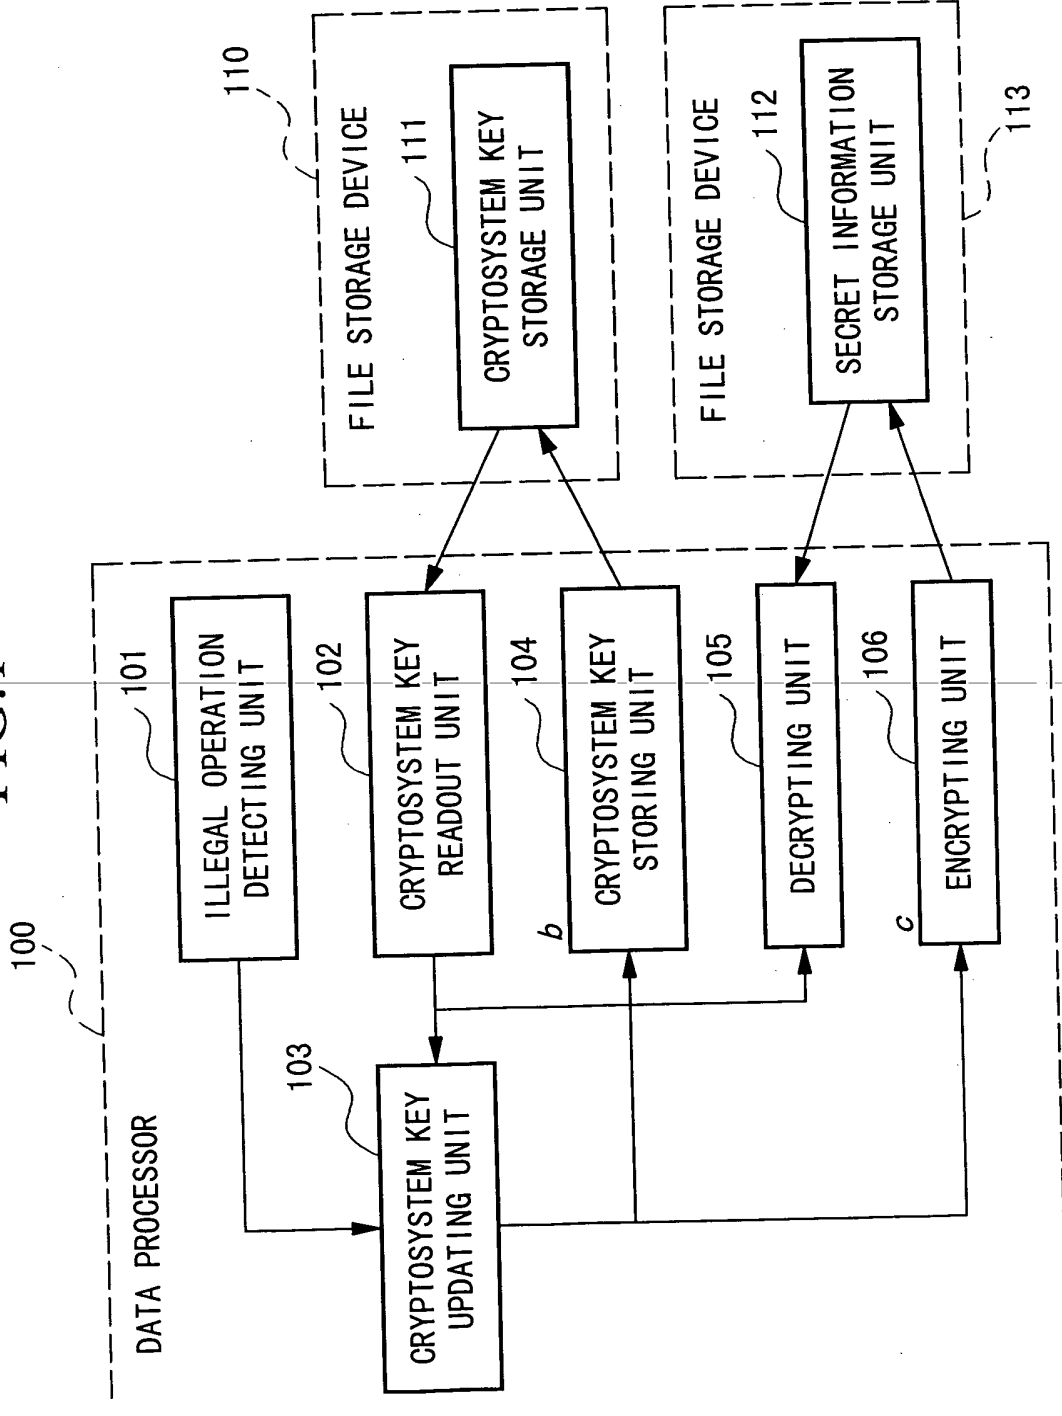 DATA PROCESSOR
100
ILLEGAL OPERATION
DETECTING UNIT
101
CRYPTOSYSTEM KEY
UPDATING UNIT
103
CRYPTOSYSTEM KEY
READOUT UNIT
102
b
CRYPTOSYSTEM KEY
STORING UNIT
104
DECRYPTING UNIT
105
c
ENCRYPTING UNIT
106
FILE STORAGE DEVICE
110
CRYPTOSYSTEM KEY
STORAGE UNIT
111
FILE STORAGE DEVICE
113
SECRET INFORMATION
STORAGE UNIT
112